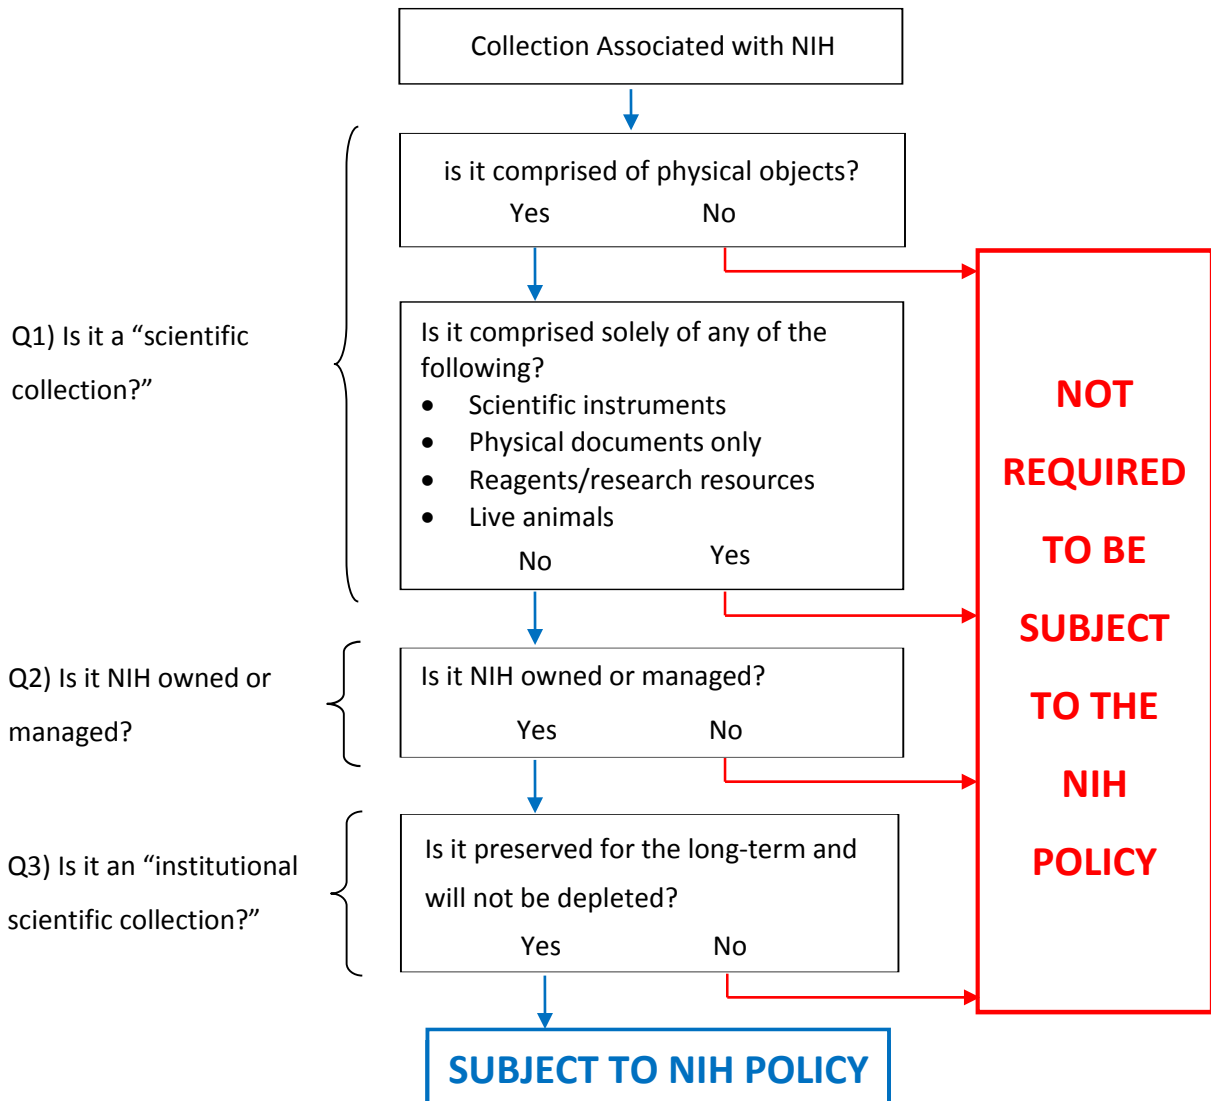 Collection Associated with NIH
is it comprised of physical objects?
Yes No
Q1) Is it a “scientific
collection?”
Is it comprised solely of any of the
following?
• Scientific instruments
• Physical documents only
• Reagents/research resources
• Live animals
No Yes
Q2) Is it NIH owned or
managed?
Is it NIH owned or managed?
Yes No
Q3) Is it an “institutional
scientific collection?”
Is it preserved for the long-term and
will not be depleted?
Yes No
NOT
REQUIRED
TO BE
SUBJECT
TO THE
NIH
POLICY
SUBJECT TO NIH POLICY